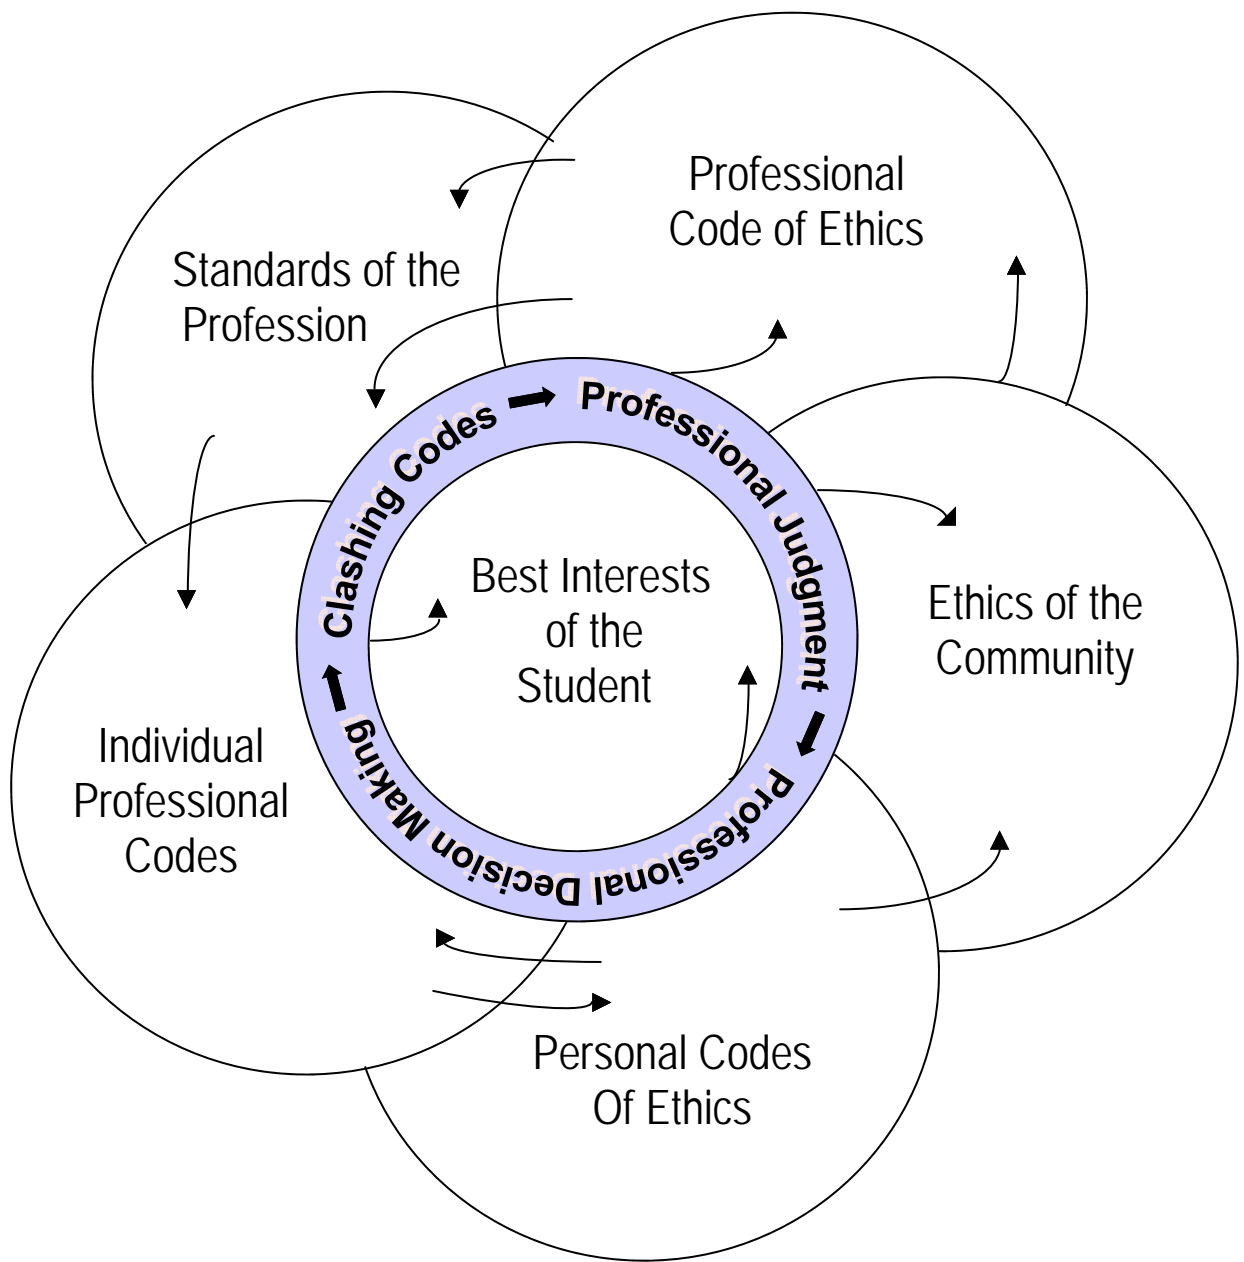 Professional
Code of Ethics
Standards of the
Profession
Clashing Codes
Professional Judgment
Professional Decision Making
Best Interests
of the
Student
Ethics of the
Community
Individual
Professional
Codes
Personal Codes
Of Ethics